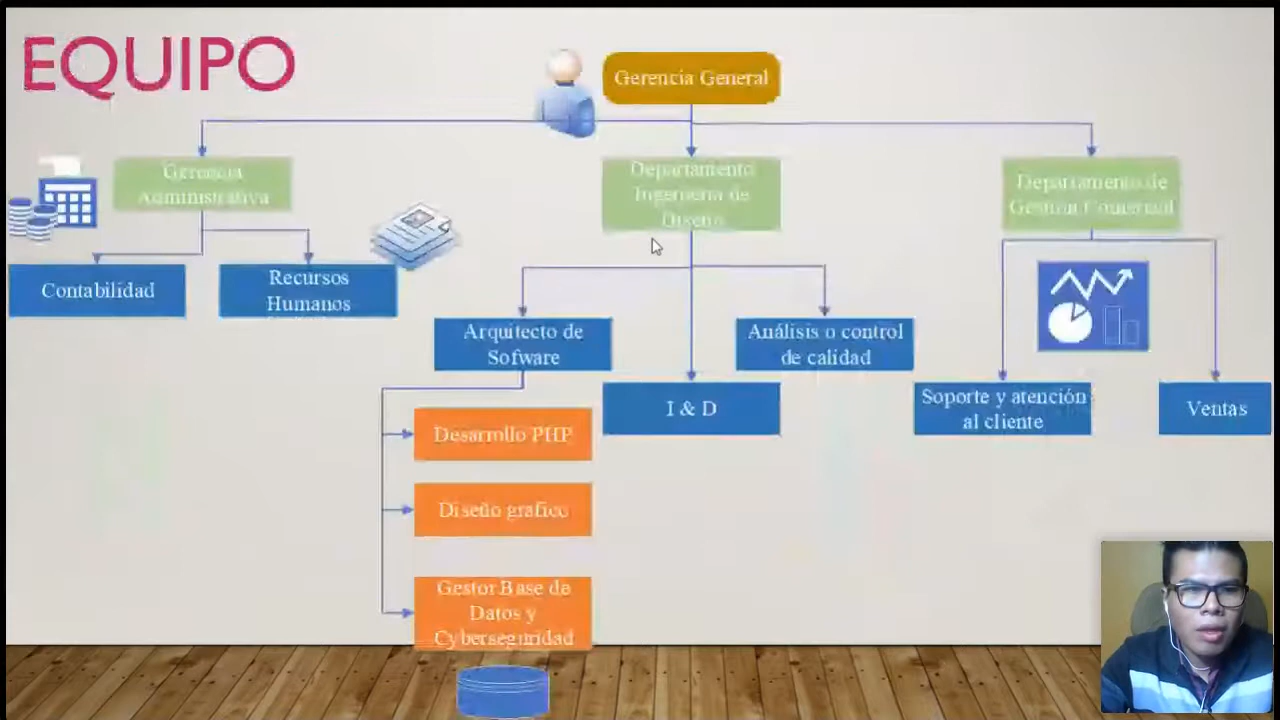 EQUIPO
Gerencia General
Gerencia
Administrativa
Departamento
Ingenieria de
Diseño
Departamento de
Gestión Comercial
Contabilidad
Recursos
Humanos
Arquitecto de
Sofware
Análisis o control
de calidad
I & D
Soporte y atención
al cliente
Ventas
Desarrollo PHP
Diseño grafico
Gestor Base de
Datos y
Cyberseguridad